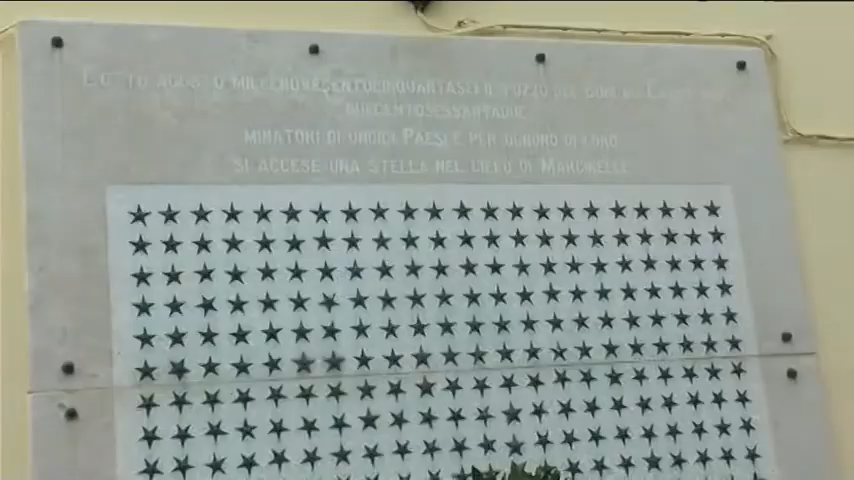 AGOSTO MILLENOVECENTOCINQUANTASEI POZZO DEL
DUECENTOSESSANTADUE
MINATORI DI UNDICI PAESI E PER OGNUNO DI LORO
SI ACCESE UNA STELLA NEL CIELO DI MARCINELLE